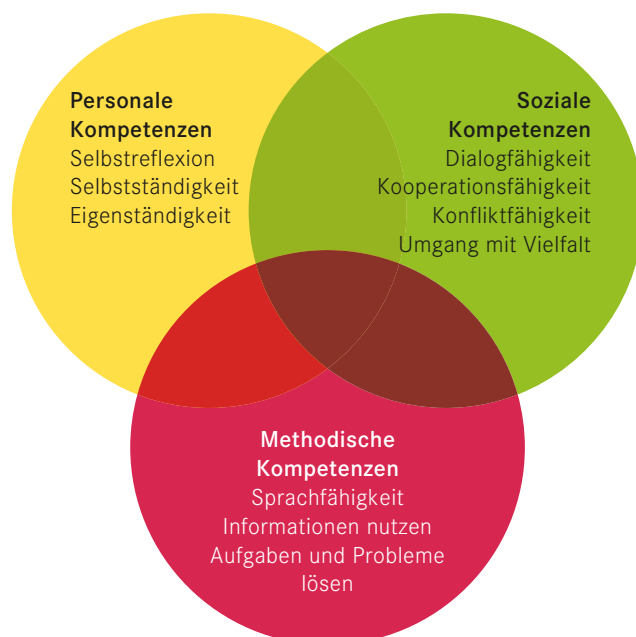 Personale
Kompetenzen
Selbstreflexion
Selbstständigkeit
Eigenständigkeit
Soziale
Kompetenzen
Dialogfähigkeit
Kooperationsfähigkeit
Konfliktfähigkeit
Umgang mit Vielfalt
Methodische
Kompetenzen
Sprachfähigkeit
Informationen nutzen
Aufgaben und Probleme
lösen